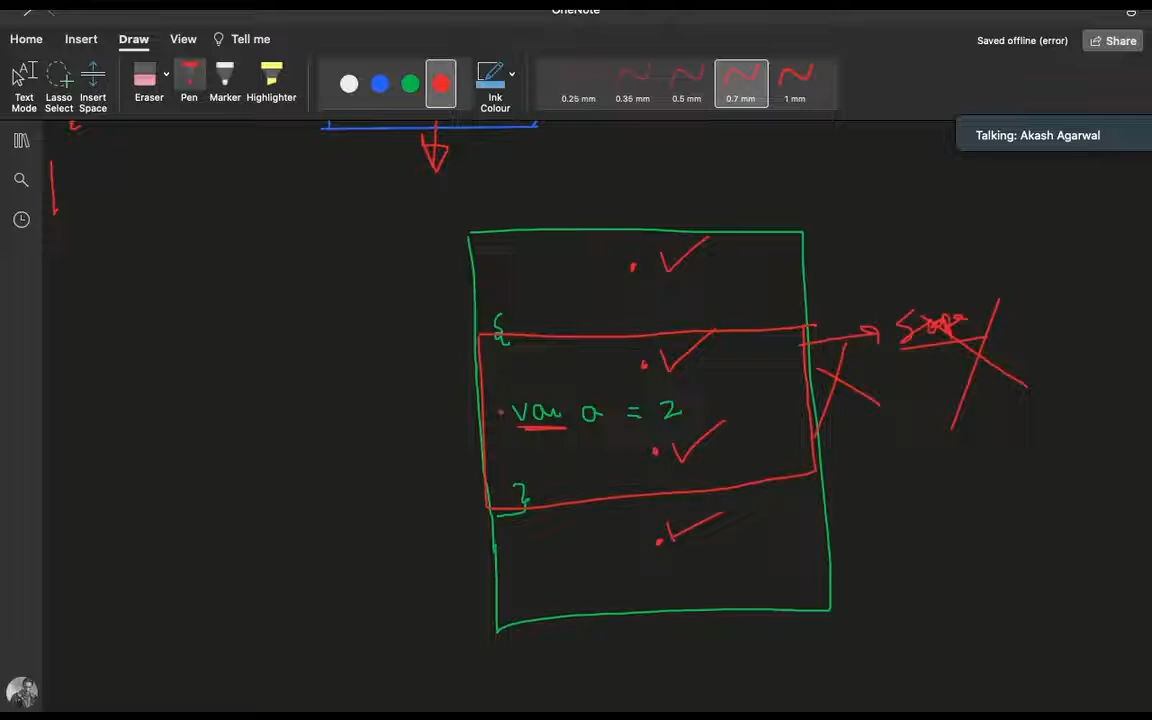 OneNote
Home Insert Draw View Tell me
Saved offline (error) Share
Text Mode
Lasso Select
Insert Space
Eraser
Pen
Marker
Highlighter
Ink Colour
0.25 mm 0.35 mm 0.5 mm 0.7 mm 1 mm
Talking: Akash Agarwal
{
Scope
var a = 2
}